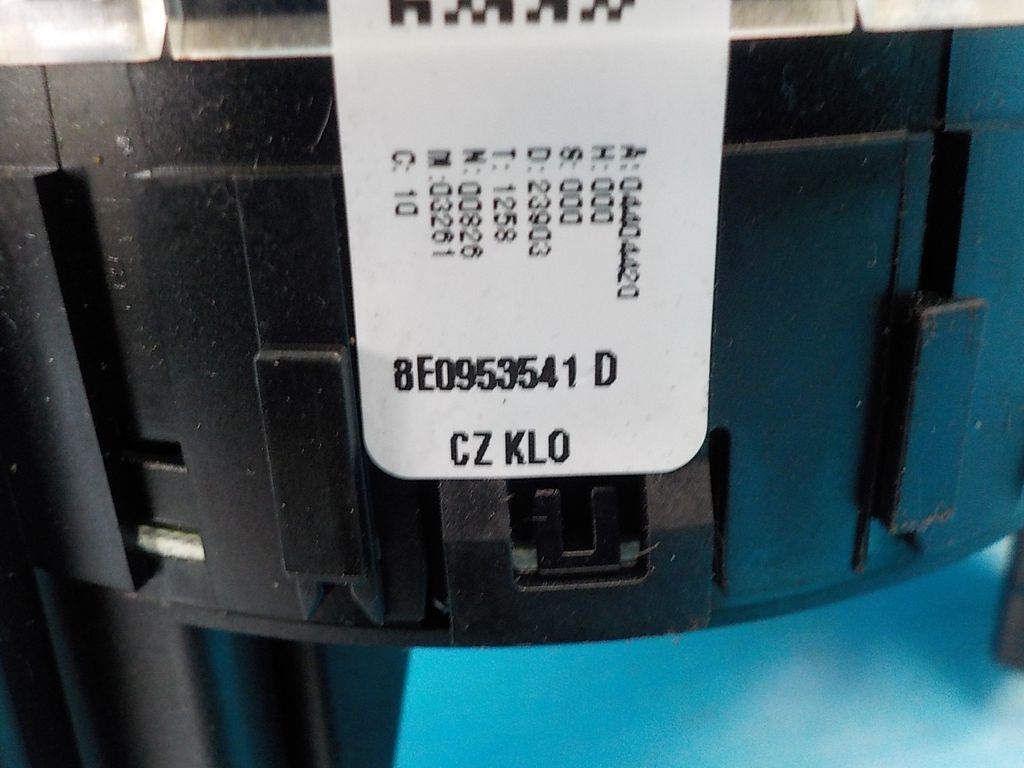 A: 04404420
H: 000
S: 000
D: 23903
T: 1258
N: 00826
M: 03261
C: 10
8E0953541 D
CZ KLO